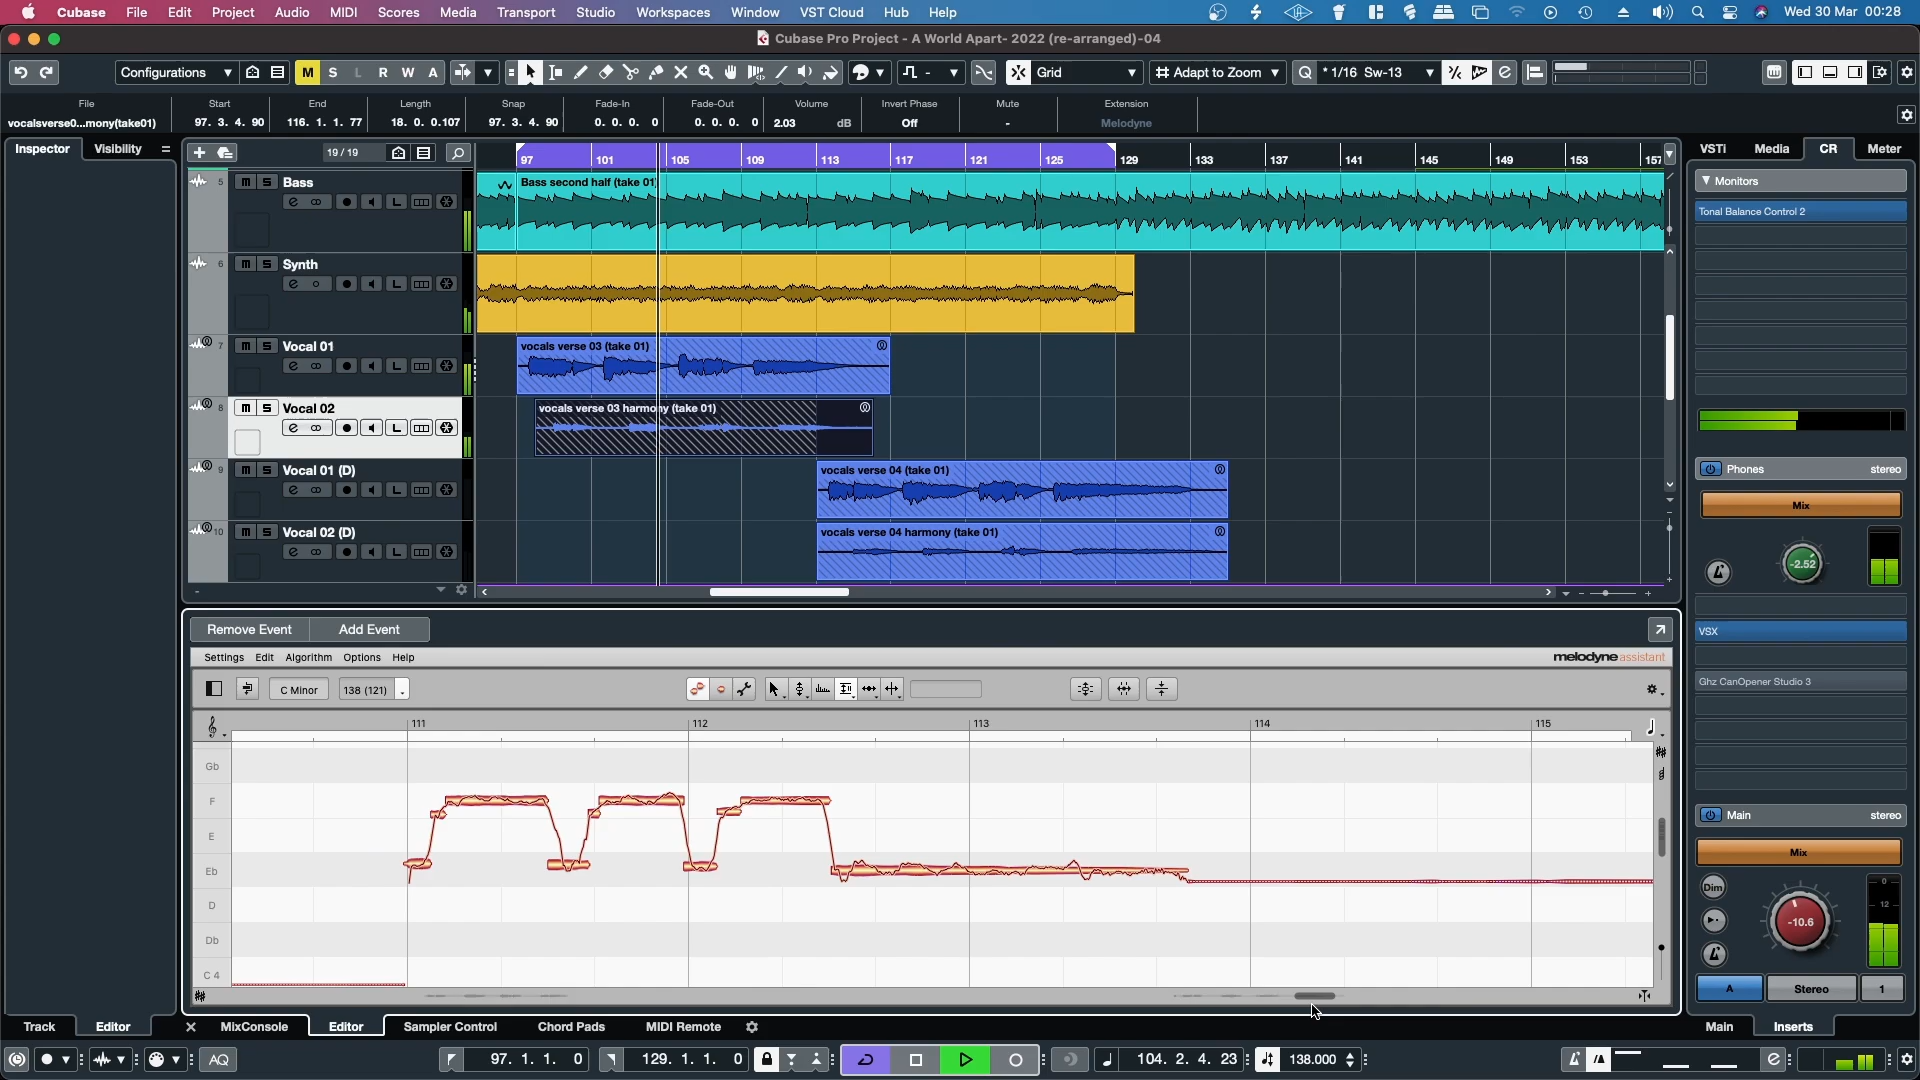 Cubase File Edit Project Audio MIDI Scores Media Transport Studio Workspaces Window VST Cloud Hub Help Wed 30 Mar 00:28
Cubase Pro Project - A World Apart- 2022 (re-arranged)-04
Configurations M S L R W A Grid Adapt to Zoom Q * 1/16 Sw-13
File Start End Length Snap Fade-In Fade-Out Volume Invert Phase Mute Extension
vocalsverse0...mony(take01) 97. 3. 4. 90 116. 1. 1. 77 18. 0. 0.107 97. 3. 4. 90 0. 0. 0. 0 0. 0. 0. 0 2.03 dB Off - Melodyne
Inspector Visibility 19 / 19 97 101 105 109 113 117 121 125 129 133 137 141 145 149 153 157 VSTi Media CR Meter
Monitors
5 m S Bass Bass second half (take 01)
Tonal Balance Control 2
6 m S Synth
7 m S Vocal 01 vocals verse 03 (take 01)
8 m S Vocal 02 vocals verse 03 harmony (take 01)
9 m S Vocal 01 (D) vocals verse 04 (take 01)
Phones stereo
Mix
10 m S Vocal 02 (D) vocals verse 04 harmony (take 01)
-2.52
Remove Event Add Event
VSX
Settings Edit Algorithm Options Help melodyne assistant
Ghz CanOpener Studio 3
C Minor 138 (121)
111 112 113 114 115
Gb
F
Main stereo
E
Mix
Eb
Dim
D
-10.6
0
12
Db
C 4
A Stereo 1
Track Editor MixConsole Editor Sampler Control Chord Pads MIDI Remote Main Inserts
AQ 97. 1. 1. 0 129. 1. 1. 0 104. 2. 4. 23 138.000